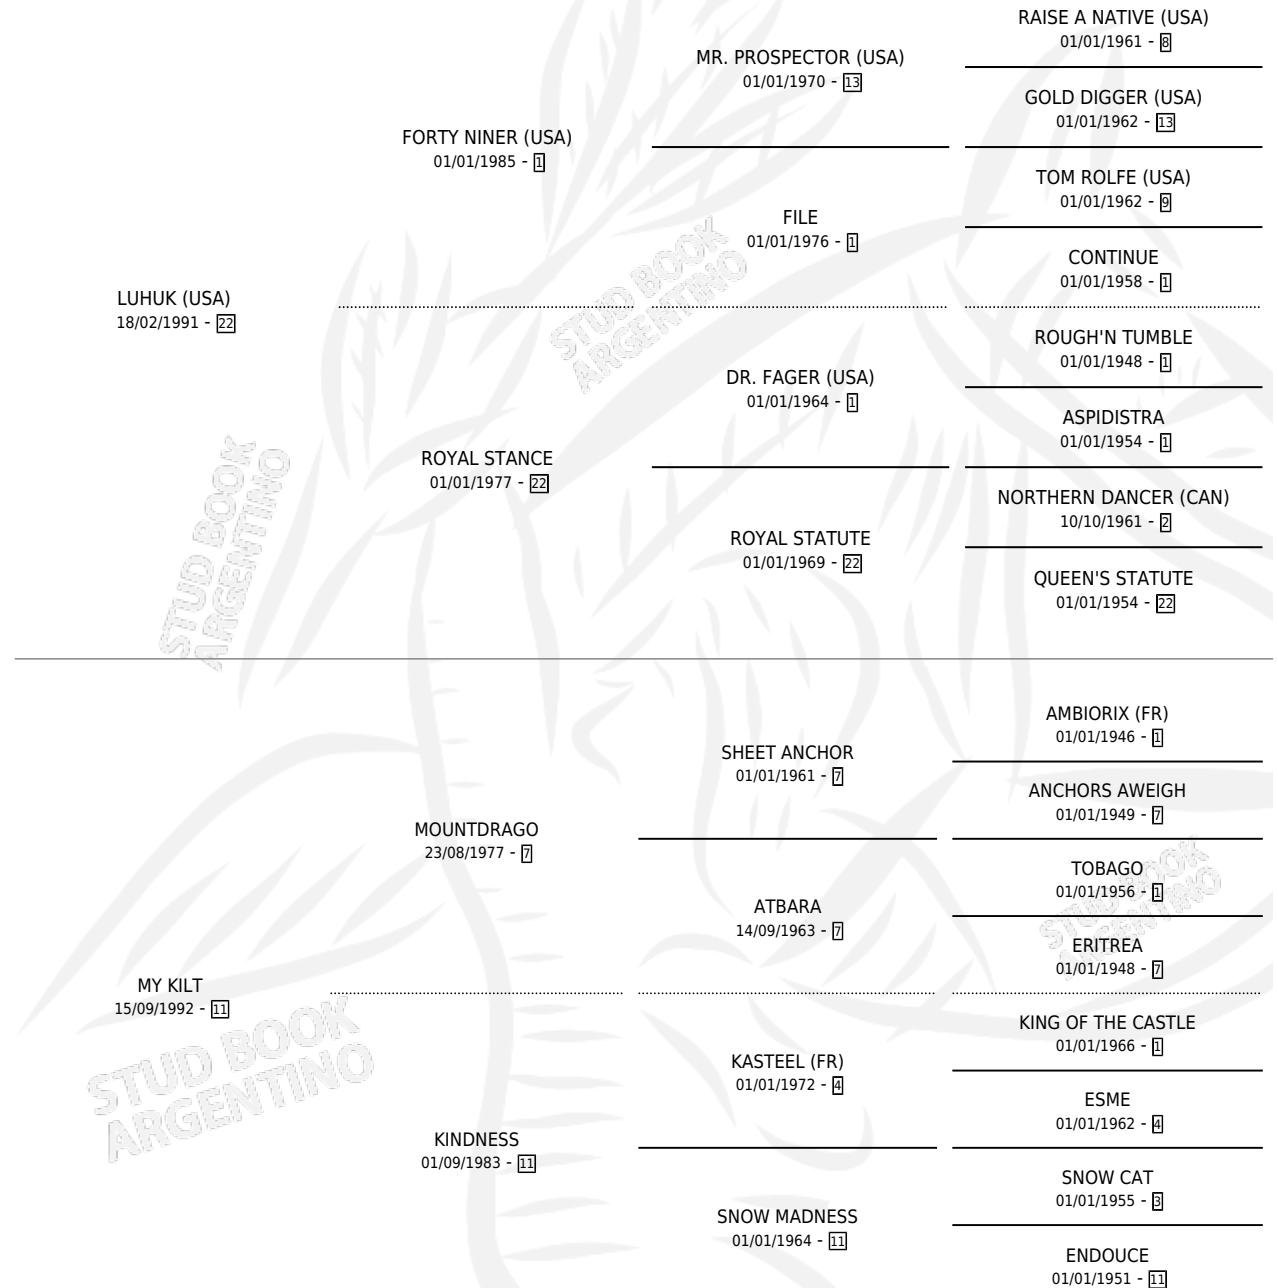 RAISE A NATIVE (USA)
01/01/1961 - 8
MR. PROSPECTOR (USA)
01/01/1970 - 13
GOLD DIGGER (USA)
01/01/1962 - 13
FORTY NINER (USA)
01/01/1985 - 1
TOM ROLFE (USA)
01/01/1962 - 9
FILE
01/01/1976 - 1
CONTINUE
01/01/1958 - 1
LUHUK (USA)
18/02/1991 - 22
ROUGH'N TUMBLE
01/01/1948 - 1
DR. FAGER (USA)
01/01/1964 - 1
ASPIDISTRA
01/01/1954 - 1
ROYAL STANCE
01/01/1977 - 22
NORTHERN DANCER (CAN)
10/10/1961 - 2
ROYAL STATUTE
01/01/1969 - 22
QUEEN'S STATUTE
01/01/1954 - 22
AMBIORIX (FR)
01/01/1946 - 1
SHEET ANCHOR
01/01/1961 - 7
ANCHORS AWEIGH
01/01/1949 - 7
MOUNTDRAGO
23/08/1977 - 7
TOBAGO
01/01/1956 - 1
ATBARA
14/09/1963 - 7
ERITREA
01/01/1948 - 7
MY KILT
15/09/1992 - 11
KING OF THE CASTLE
01/01/1966 - 1
KASTEEL (FR)
01/01/1972 - 4
ESME
01/01/1962 - 4
KINDNESS
01/09/1983 - 11
SNOW CAT
01/01/1955 - 3
SNOW MADNESS
01/01/1964 - 11
ENDOUCE
01/01/1951 - 11
STUD BOOK
ARGENTINO
STUD BOOK
ARGENTINO
STUD BOOK
ARGENTINO
STUD BOOK
ARGENTINO